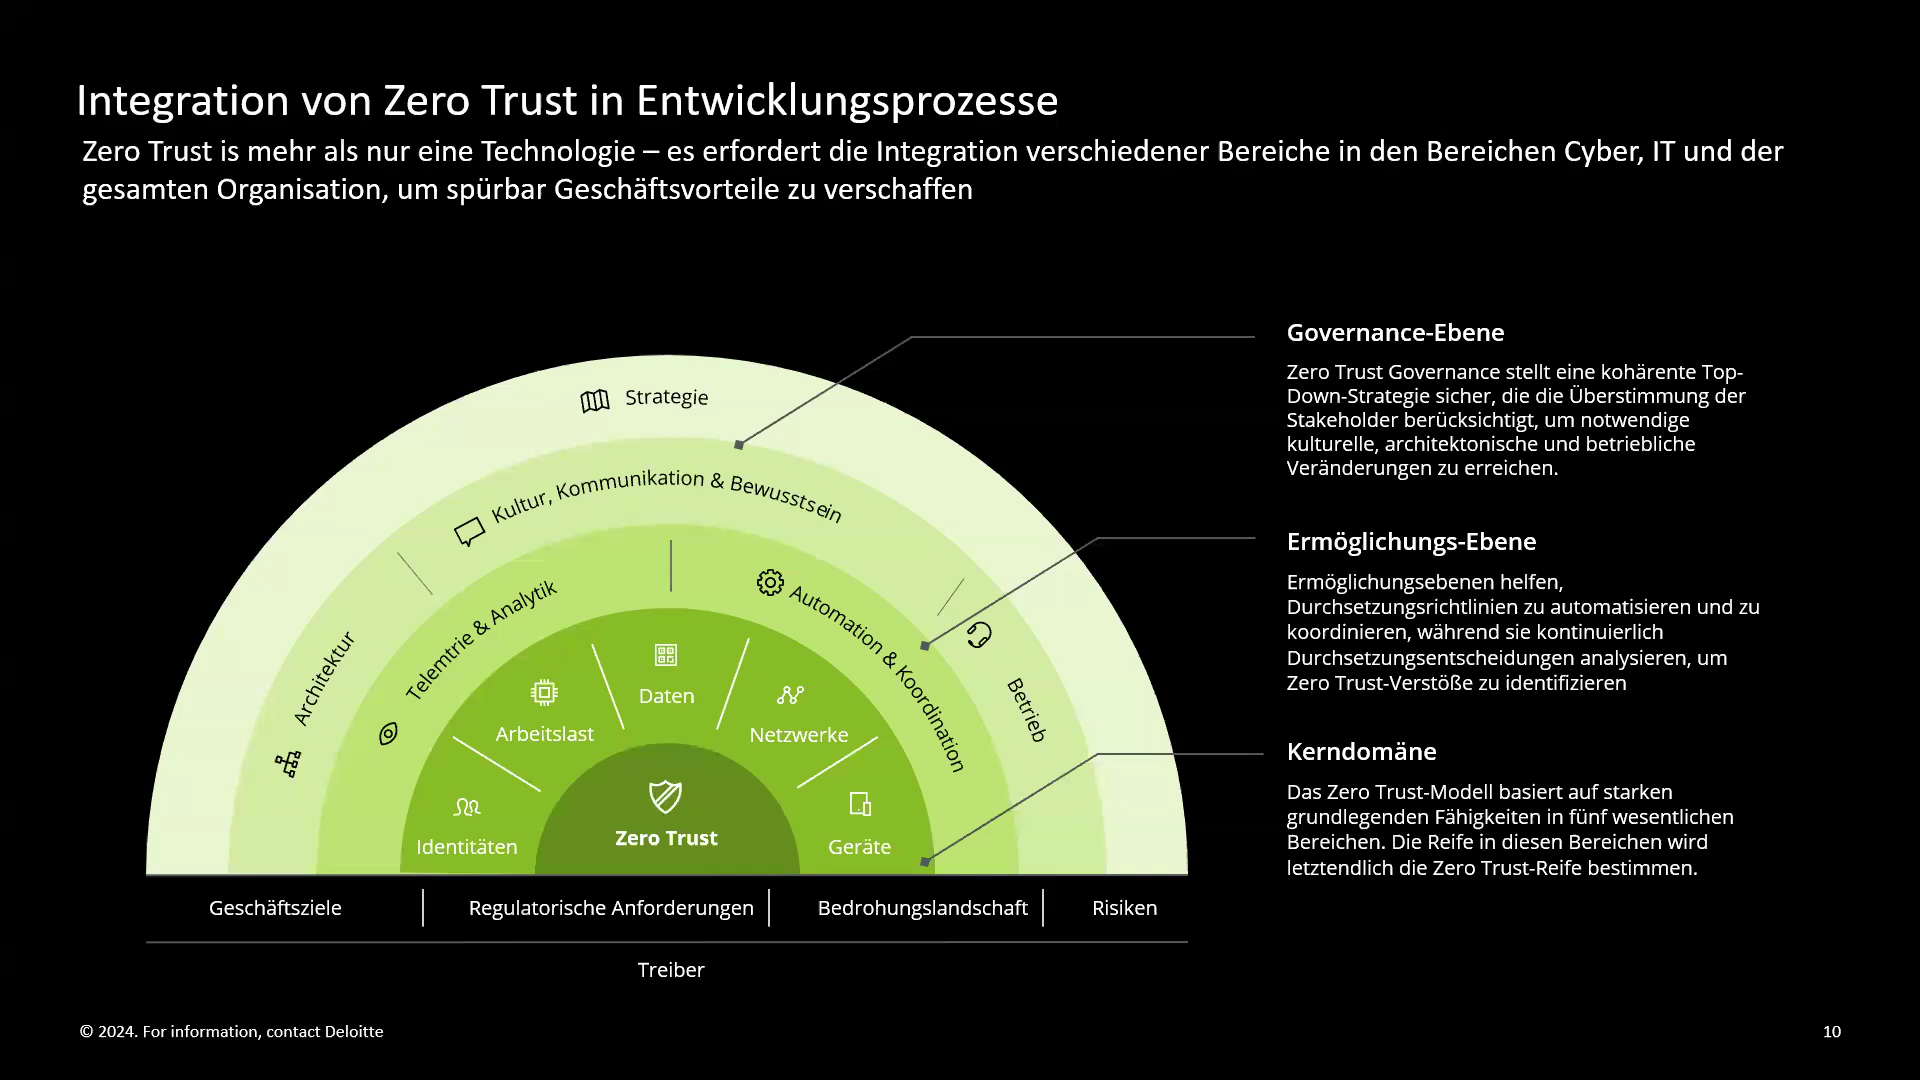 Integration von Zero Trust in Entwicklungsprozesse
Zero Trust is mehr als nur eine Technologie – es erfordert die Integration verschiedener Bereiche in den Bereichen Cyber, IT und der
gesamten Organisation, um spürbar Geschäftsvorteile zu verschaffen
Strategie
Kultur, Kommunikation & Bewusstsein
Architektur
Telemtrie & Analytik
Automation & Koordination
Betrieb
Arbeitslast
Daten
Netzwerke
Identitäten
Zero Trust
Geräte
Geschäftsziele
Regulatorische Anforderungen
Bedrohungslandschaft
Risiken
Treiber
Governance-Ebene
Zero Trust Governance stellt eine kohärente Top-
Down-Strategie sicher, die die Überstimmung der
Stakeholder berücksichtigt, um notwendige
kulturelle, architektonische und betriebliche
Veränderungen zu erreichen.
Ermöglichungs-Ebene
Ermöglichungsebenen helfen,
Durchsetzungsrichtlinien zu automatisieren und zu
koordinieren, während sie kontinuierlich
Durchsetzungsentscheidungen analysieren, um
Zero Trust-Verstöße zu identifizieren
Kerndomäne
Das Zero Trust-Modell basiert auf starken
grundlegenden Fähigkeiten in fünf wesentlichen
Bereichen. Die Reife in diesen Bereichen wird
letztendlich die Zero Trust-Reife bestimmen.
© 2024. For information, contact Deloitte
10